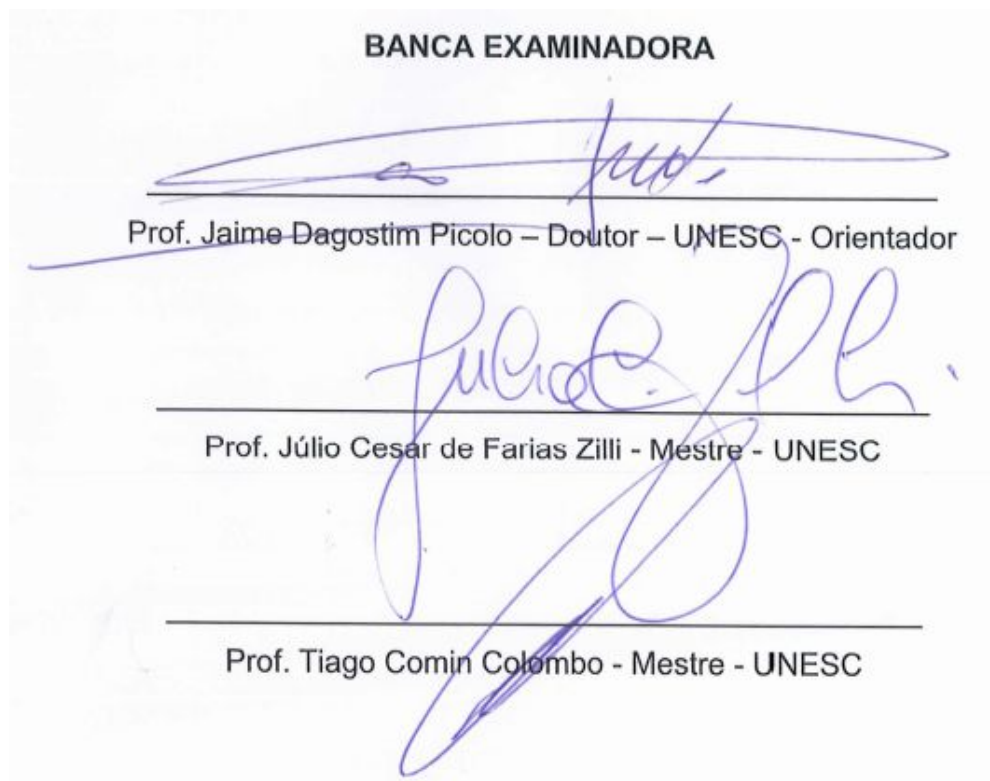 BANCA EXAMINADORA
Prof. Jaime Dagostim Picolo – Doutor – UNESC - Orientador
Prof. Júlio Cesar de Farias Zilli - Mestre - UNESC
Prof. Tiago Comin Colombo - Mestre - UNESC